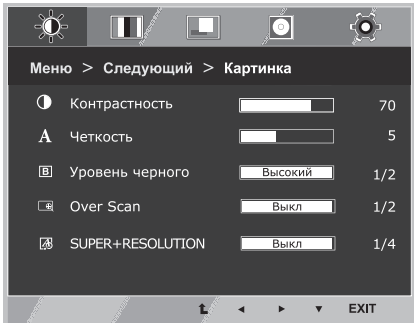 Меню > Следующий > Картинка
Контрастность 70
A Четкость 5
B Уровень черного Высокий 1/2
Over Scan Выкл 1/2
SUPER+RESOLUTION Выкл 1/4
EXIT